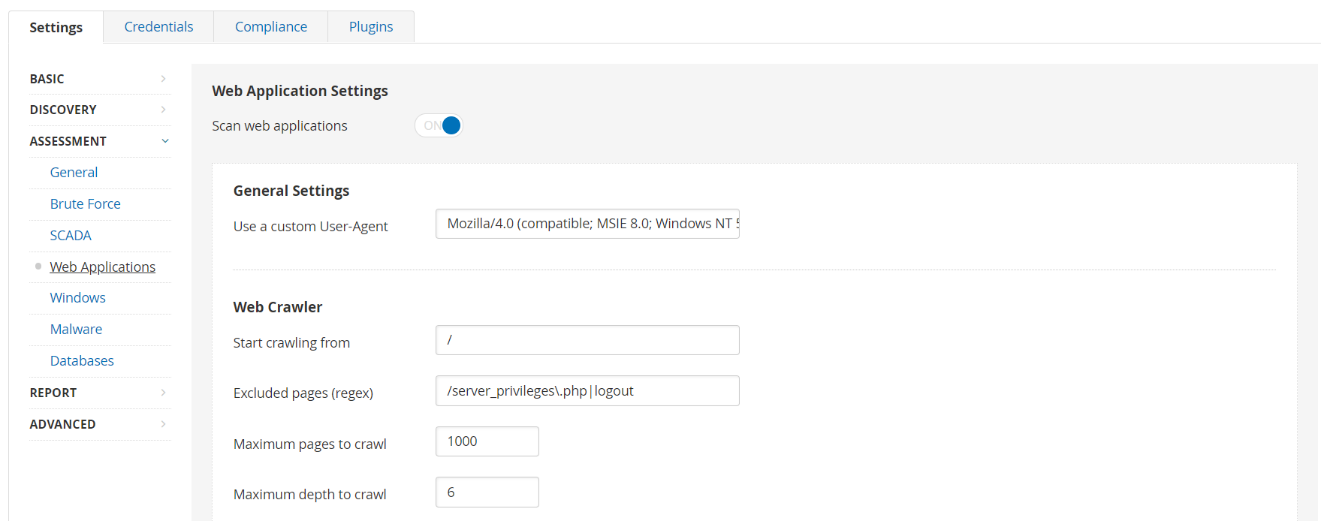 Settings Credentials Compliance Plugins
BASIC
DISCOVERY
ASSESSMENT
General
Brute Force
SCADA
Web Applications
Windows
Malware
Databases
REPORT
ADVANCED
Web Application Settings
Scan web applications ON
General Settings
Use a custom User-Agent Mozilla/4.0 (compatible; MSIE 8.0; Windows NT
Web Crawler
Start crawling from /
Excluded pages (regex) /server_privileges\.php|logout
Maximum pages to crawl 1000
Maximum depth to crawl 6